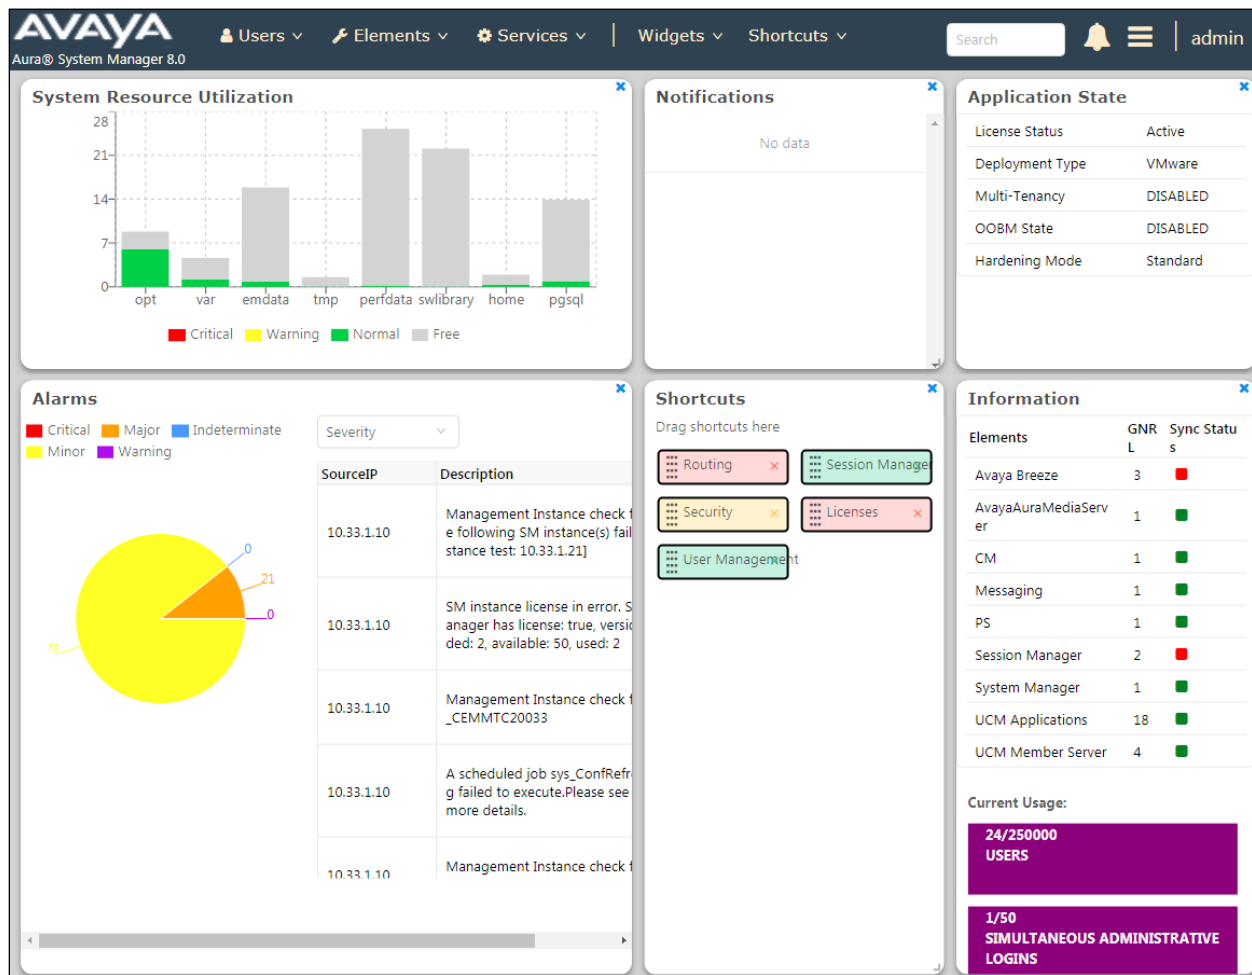 AVAYA
Aura® System Manager 8.0
Users
Elements
Services
Widgets
Shortcuts
Search
admin
System Resource Utilization
28
21
14
7
0
opt var emdata tmp perfdata swlibrary home pgsql
Critical Warning Normal Free
Notifications
No data
Application State
License Status Active
Deployment Type VMware
Multi-Tenancy DISABLED
OOBM State DISABLED
Hardening Mode Standard
Alarms
Critical Major Indeterminate
Minor Warning
0
21
0
Severity
SourceIP Description
10.33.1.10
Management Instance check f
e following SM instance(s) fail
stance test: 10.33.1.21]
10.33.1.10
SM instance license in error. S
anager has license: true, versio
ded: 2, available: 50, used: 2
10.33.1.10
Management Instance check f
_CEMMTC20033
10.33.1.10
A scheduled job sys_ConfRefr
g failed to execute.Please see
more details.
10.33.1.10
Management Instance check f
Shortcuts
Drag shortcuts here
Routing
Session Manager
Security
Licenses
User Management
Information
Elements GNR Sync Statu
L s
Avaya Breeze 3
AvayaAuraMediaServ
er 1
CM 1
Messaging 1
PS 1
Session Manager 2
System Manager 1
UCM Applications 18
UCM Member Server 4
Current Usage:
24/250000
USERS
1/50
SIMULTANEOUS ADMINISTRATIVE
LOGINS